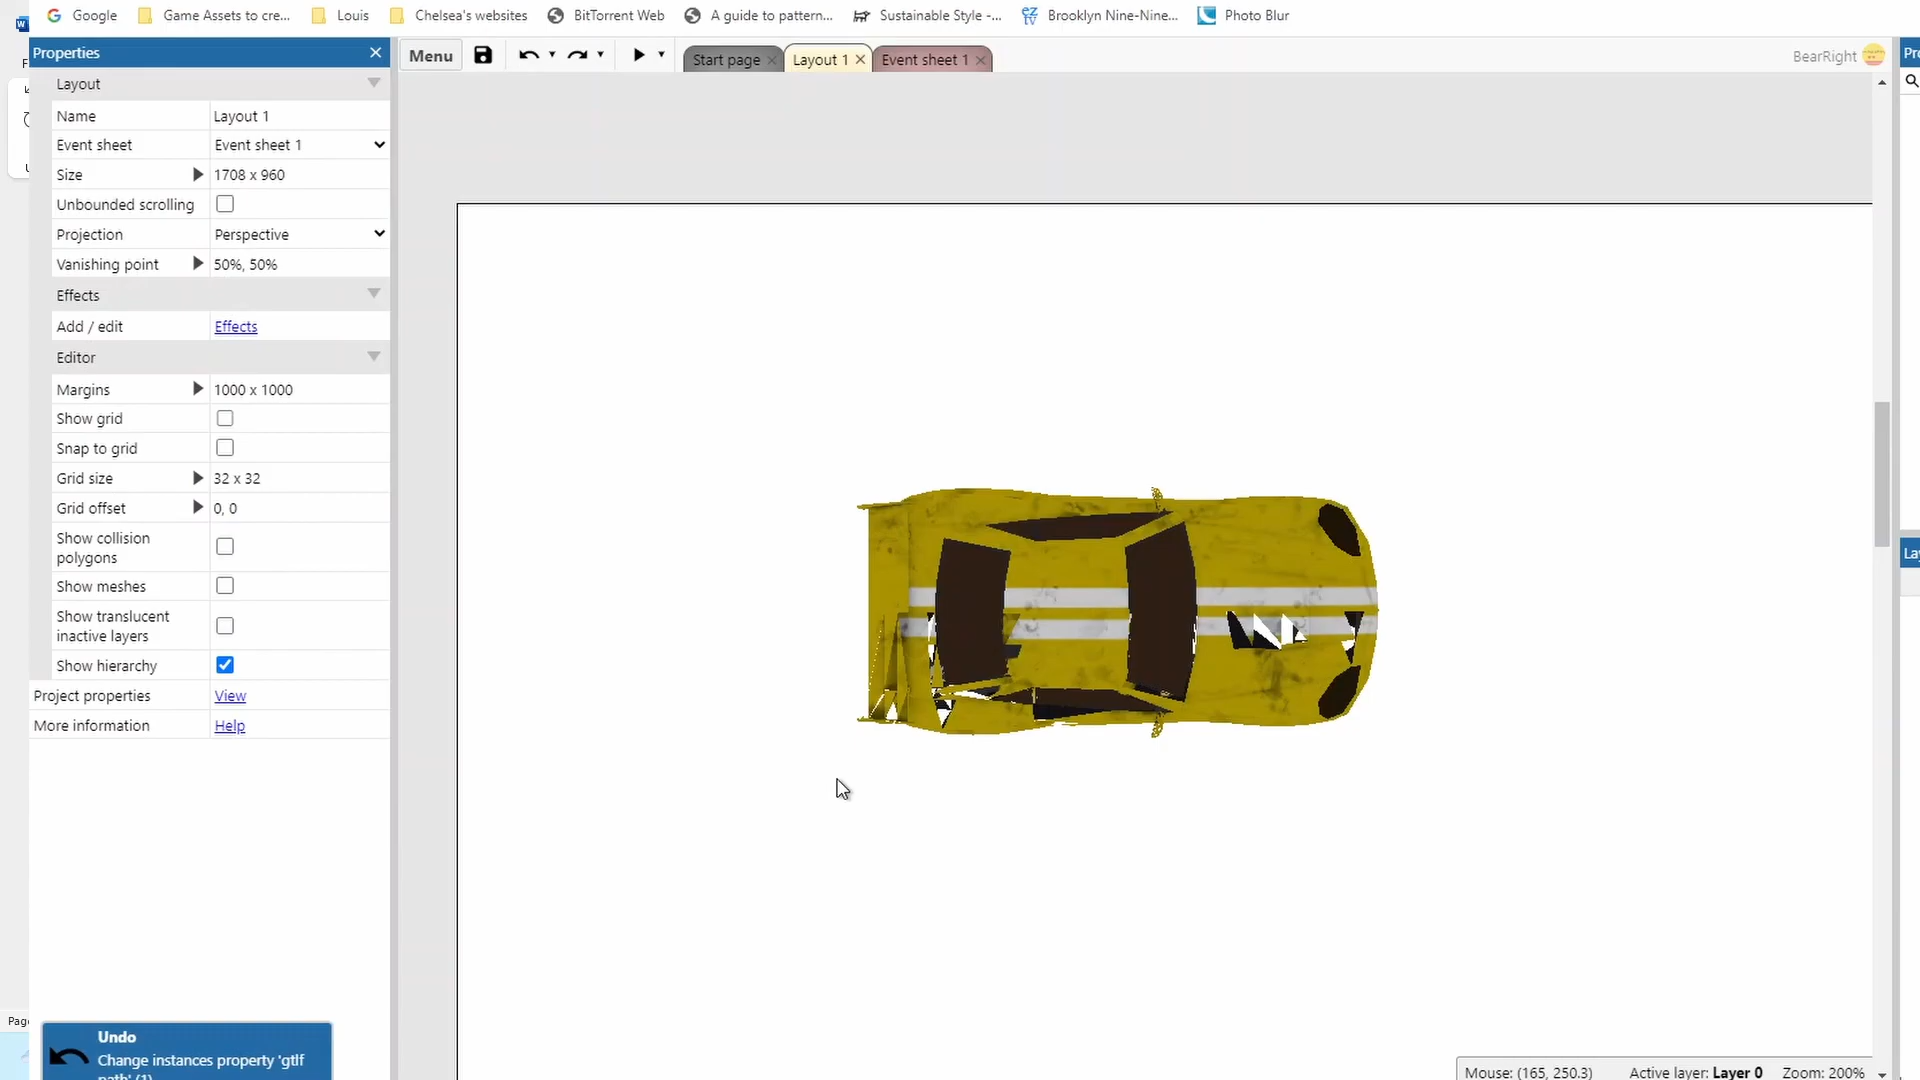 Google
Game Assets to cre...
Louis
Chelsea's websites
BitTorrent Web
A guide to pattern...
Sustainable Style -...
Brooklyn Nine-Nine...
Photo Blur
Properties
Menu
Start page
Layout 1
Event sheet 1
BearRight
Layout
Name Layout 1
Event sheet Event sheet 1
Size 1708 x 960
Unbounded scrolling
Projection Perspective
Vanishing point 50%, 50%
Effects
Add / edit Effects
Editor
Margins 1000 x 1000
Show grid
Snap to grid
Grid size 32 x 32
Grid offset 0, 0
Show collision
polygons
Show meshes
Show translucent
inactive layers
Show hierarchy
Project properties View
More information Help
Undo
Change instances property 'gtlf
path' (1)
Mouse: (165, 250.3) Active layer: Layer 0 Zoom: 200%